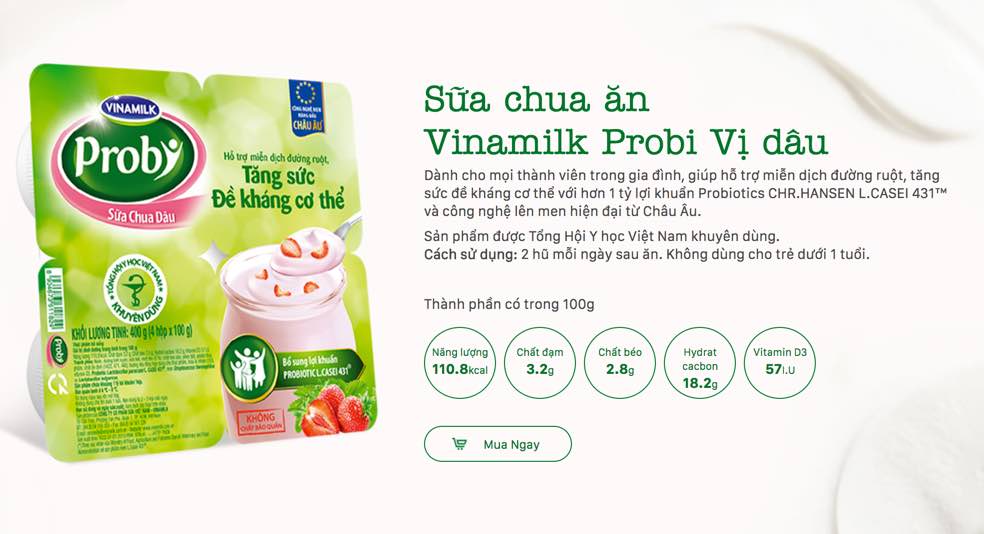 VINAMILK
Proby
Sữa Chua Dâu
CÔNG NGHỆ MEN
HÀNG ĐẦU
CHÂU ÂU
Hỗ trợ miễn dịch đường ruột,
Tăng sức
Đề kháng cơ thể
TỔNG HỘI Y HỌC VIỆT NAM
KHUYÊN DÙNG
KHỐI LƯỢNG TỊNH: 400 g (4 hộp x 100 g)
Bổ sung lợi khuẩn
PROBIOTIC L.CASEI 431
KHÔNG
CHẤT BẢO QUẢN
Sữa chua ăn
Vinamilk Probi Vị dâu
Dành cho mọi thành viên trong gia đình, giúp hỗ trợ miễn dịch đường ruột, tăng
sức đề kháng cơ thể với hơn 1 tỷ lợi khuẩn Probiotics CHR.HANSEN L.CASEI 431™
và công nghệ lên men hiện đại từ Châu Âu.
Sản phẩm được Tổng Hội Y học Việt Nam khuyên dùng.
Cách sử dụng: 2 hũ mỗi ngày sau ăn. Không dùng cho trẻ dưới 1 tuổi.
Thành phần có trong 100g
Năng lượng
110.8kcal
Chất đạm
3.2g
Chất béo
2.8g
Hydrat
cacbon
18.2g
Vitamin D3
57I.U
Mua Ngay